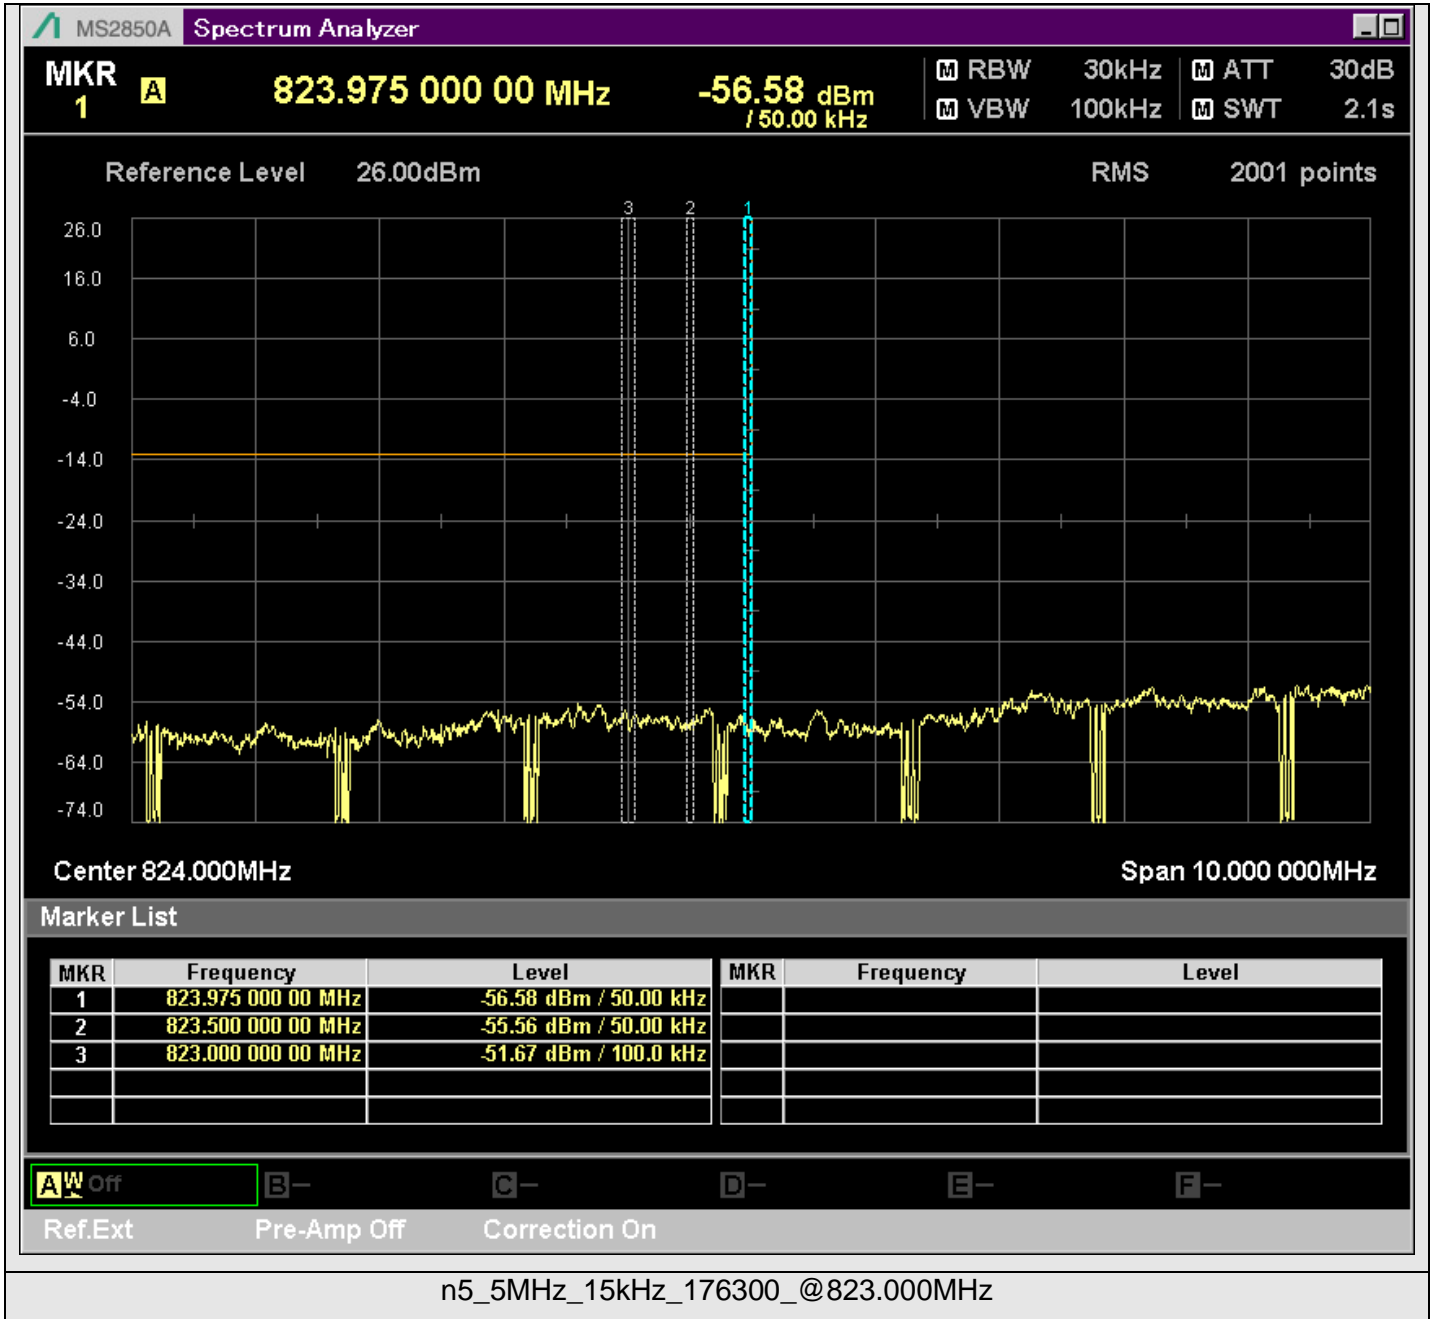 MS2850A Spectrum Analyzer
MKR 1 A 823.975 000 00 MHz -56.58 dBm / 50.00 kHz
M RBW 30kHz M ATT 30dB
M VBW 100kHz M SWT 2.1s
Reference Level 26.00dBm RMS 2001 points
3 2 1
26.0
16.0
6.0
-4.0
-14.0
-24.0
-34.0
-44.0
-54.0
-64.0
-74.0
Center 824.000MHz Span 10.000 000MHz
Marker List
MKR Frequency Level MKR Frequency Level
1 823.975 000 00 MHz -56.58 dBm / 50.00 kHz
2 823.500 000 00 MHz -55.56 dBm / 50.00 kHz
3 823.000 000 00 MHz -51.67 dBm / 100.0 kHz
A W Off B – C – D – E – F –
Ref.Ext Pre-Amp Off Correction On
n5_5MHz_15kHz_176300_@823.000MHz